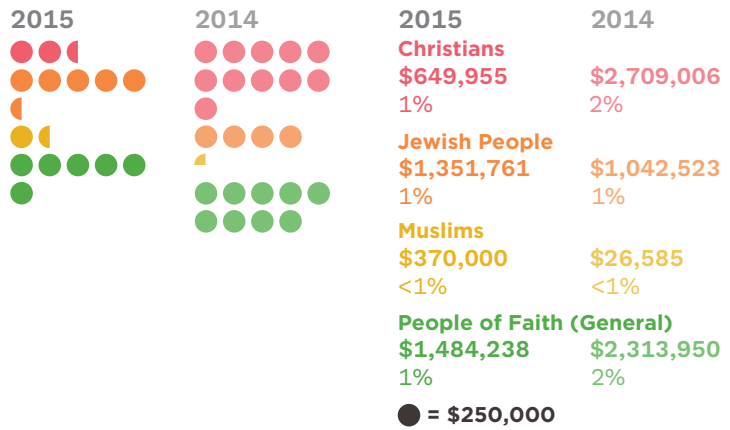 2015 2014 2015 2014
Christians
$649,955 $2,709,006
1% 2%
Jewish People
$1,351,761 $1,042,523
1% 1%
Muslims
$370,000 $26,585
<1% <1%
People of Faith (General)
$1,484,238 $2,313,950
1% 2%
= $250,000